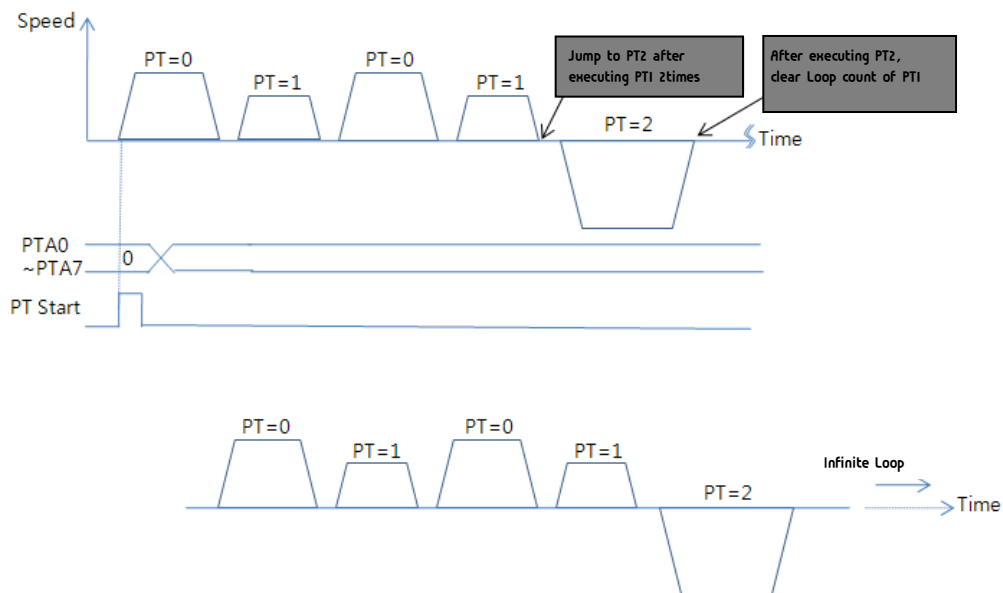 Speed
PT=0
PT=1
PT=0
PT=1
Jump to PT2 after
executing PT1 2times
After executing PT2,
clear Loop count of PT1
PT=2
Time
PTA0
~PTA7
0
PT Start
PT=0
PT=1
PT=0
PT=1
PT=2
Infinite Loop
Time